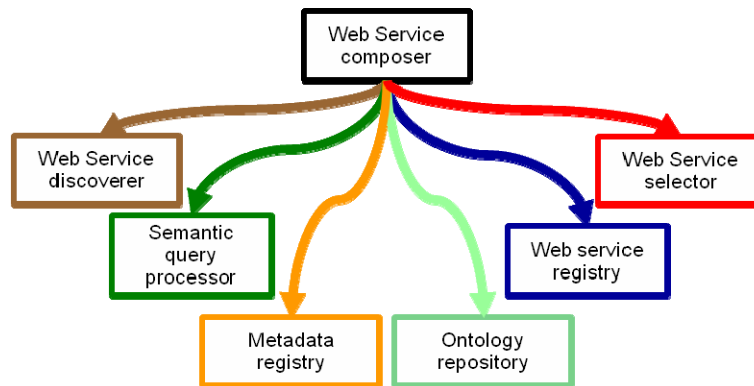 Web Service
composer
Web Service
discoverer
Web Service
selector
Semantic
query
processor
Web service
registry
Metadata
registry
Ontology
repository